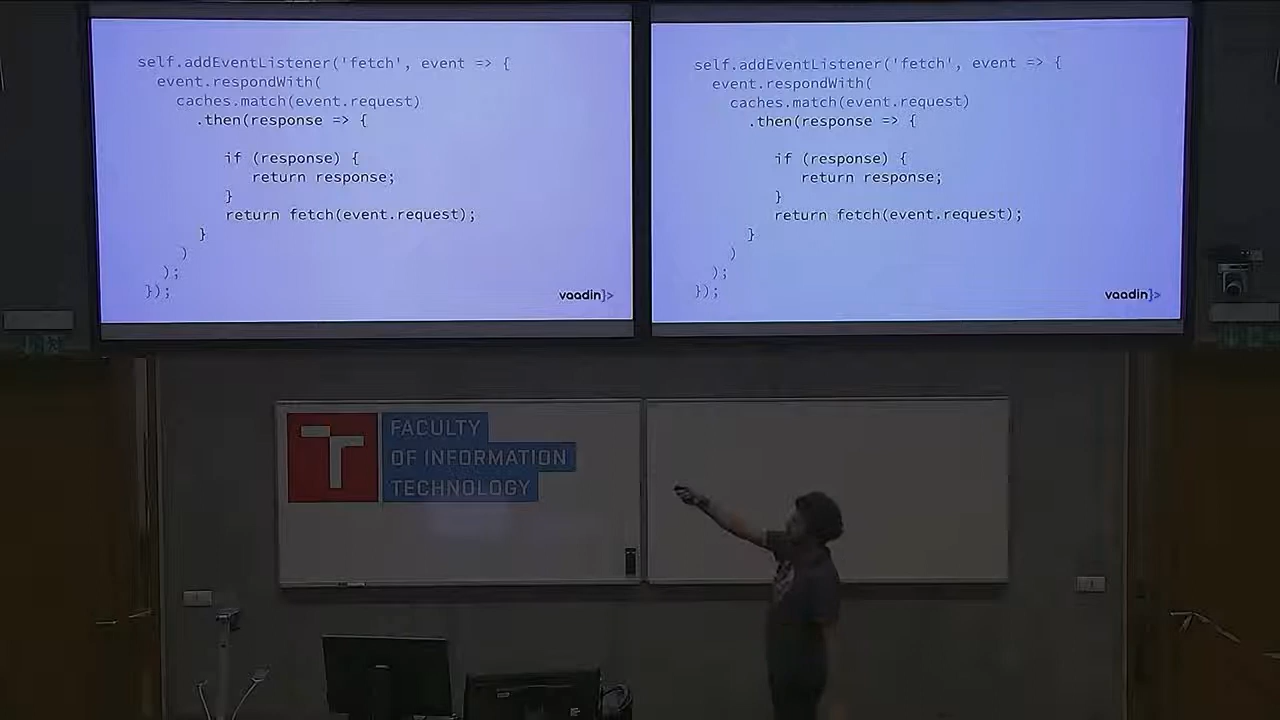 self.addEventListener('fetch', event => {
event.respondWith(
caches.match(event.request)
.then(response => {
if (response) {
return response;
}
return fetch(event.request);
}
)
);
});
vaadin}>
self.addEventListener('fetch', event => {
event.respondWith(
caches.match(event.request)
.then(response => {
if (response) {
return response;
}
return fetch(event.request);
}
)
);
});
vaadin}>
T
FACULTY
OF INFORMATION
TECHNOLOGY